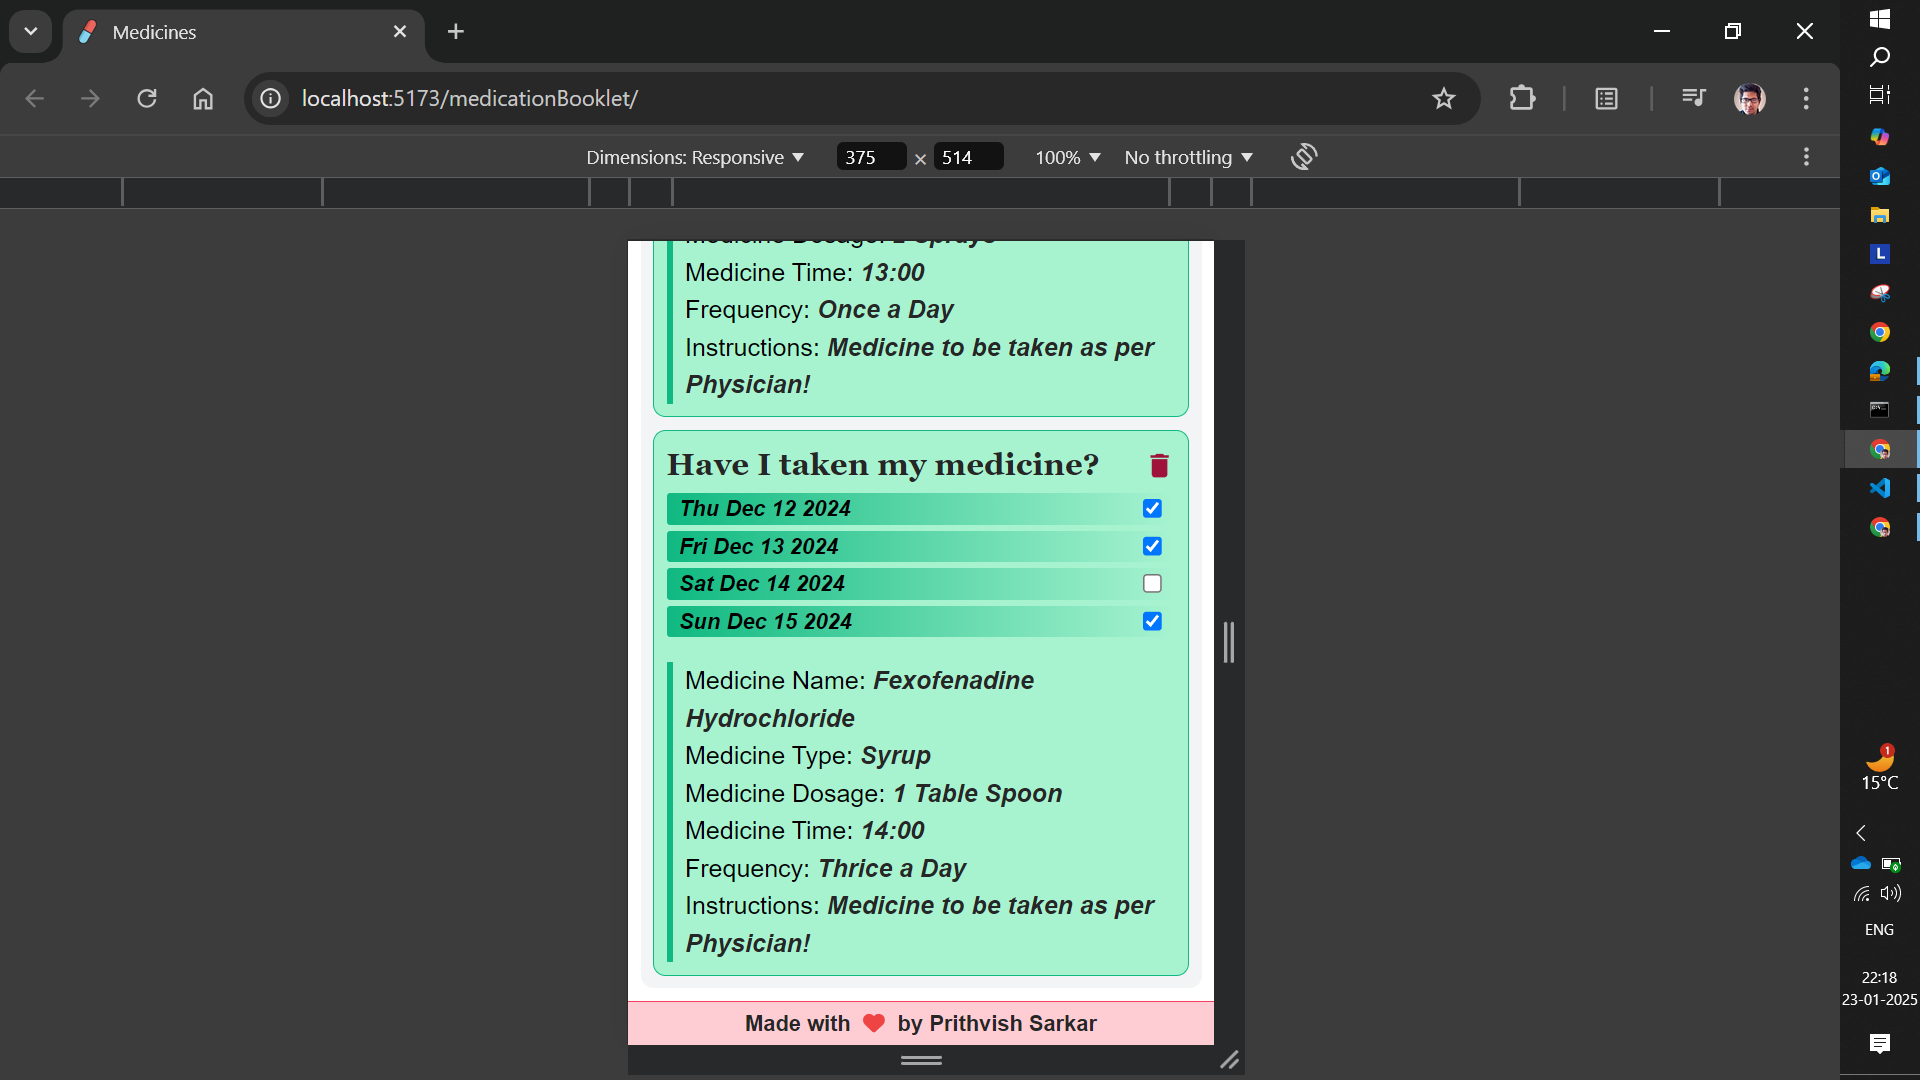 Medicines
localhost:5173/medicationBooklet/
Dimensions: Responsive 375 × 514 100% No throttling
Medicine Dosage: 2 Sprays
Medicine Time: 13:00
Frequency: Once a Day
Instructions: Medicine to be taken as per
Physician!
Have I taken my medicine?
Thu Dec 12 2024
Fri Dec 13 2024
Sat Dec 14 2024
Sun Dec 15 2024
Medicine Name: Fexofenadine
Hydrochloride
Medicine Type: Syrup
Medicine Dosage: 1 Table Spoon
Medicine Time: 14:00
Frequency: Thrice a Day
Instructions: Medicine to be taken as per
Physician!
Made with ❤ by Prithvish Sarkar
L
1
15°C
ENG
22:18
23-01-2025